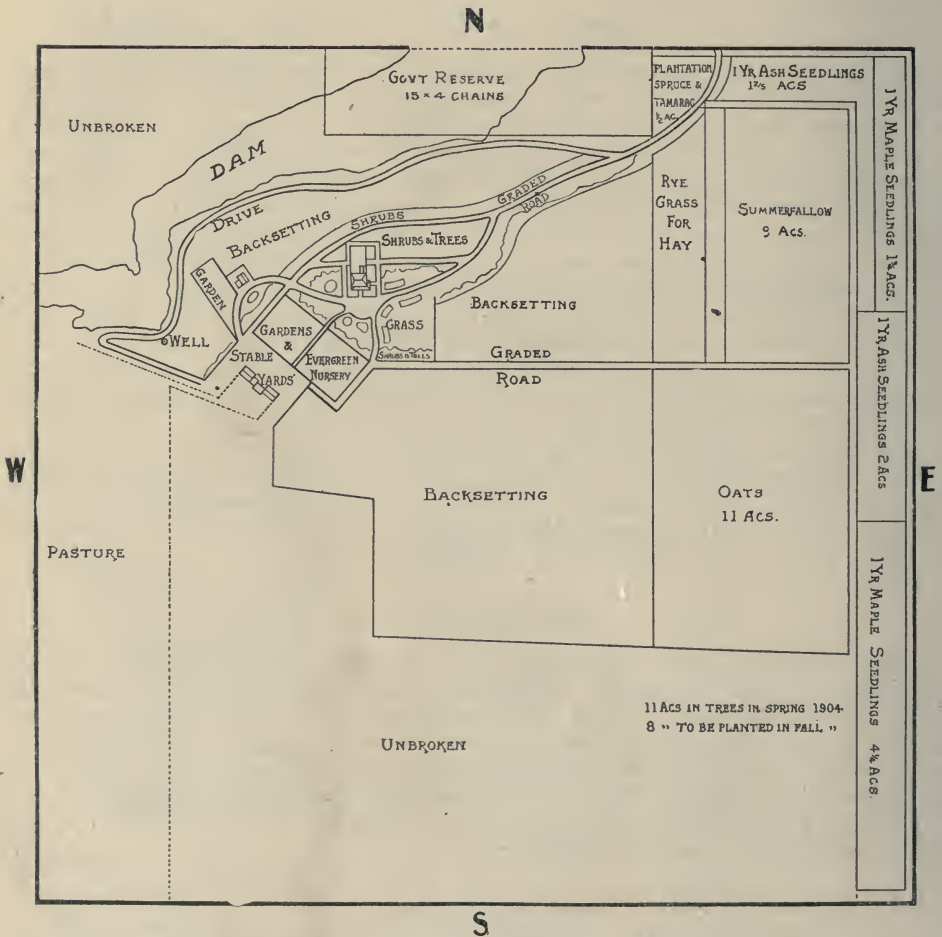 N
GOVT RESERVE
15 × 4 CHAINS
PLANTATION
SPRUCE &
TAMARAC
½ AC.
1 YR ASH SEEDLINGS
1⅖ ACS
UNBROKEN
DAM
DRIVE
BACKSETTING
SHRUBS
GRADED
ROAD
SHRUBS & TREES
RYE
GRASS
FOR
HAY
SUMMERFALLOW
9 ACS.
1 YR MAPLE SEEDLINGS 1¾ ACS.
GARDEN
WELL
STABLE
YARDS
GARDENS
&
EVERGREEN
NURSERY
GRASS
SHRUBS & TREES
BACKSETTING
GRADED
ROAD
1 YR ASH SEEDLINGS 2 ACS
W
E
PASTURE
BACKSETTING
OATS
11 ACS.
1 YR MAPLE SEEDLINGS 4¼ ACS.
11 ACS IN TREES IN SPRING 1904
8 " TO BE PLANTED IN FALL "
UNBROKEN
S